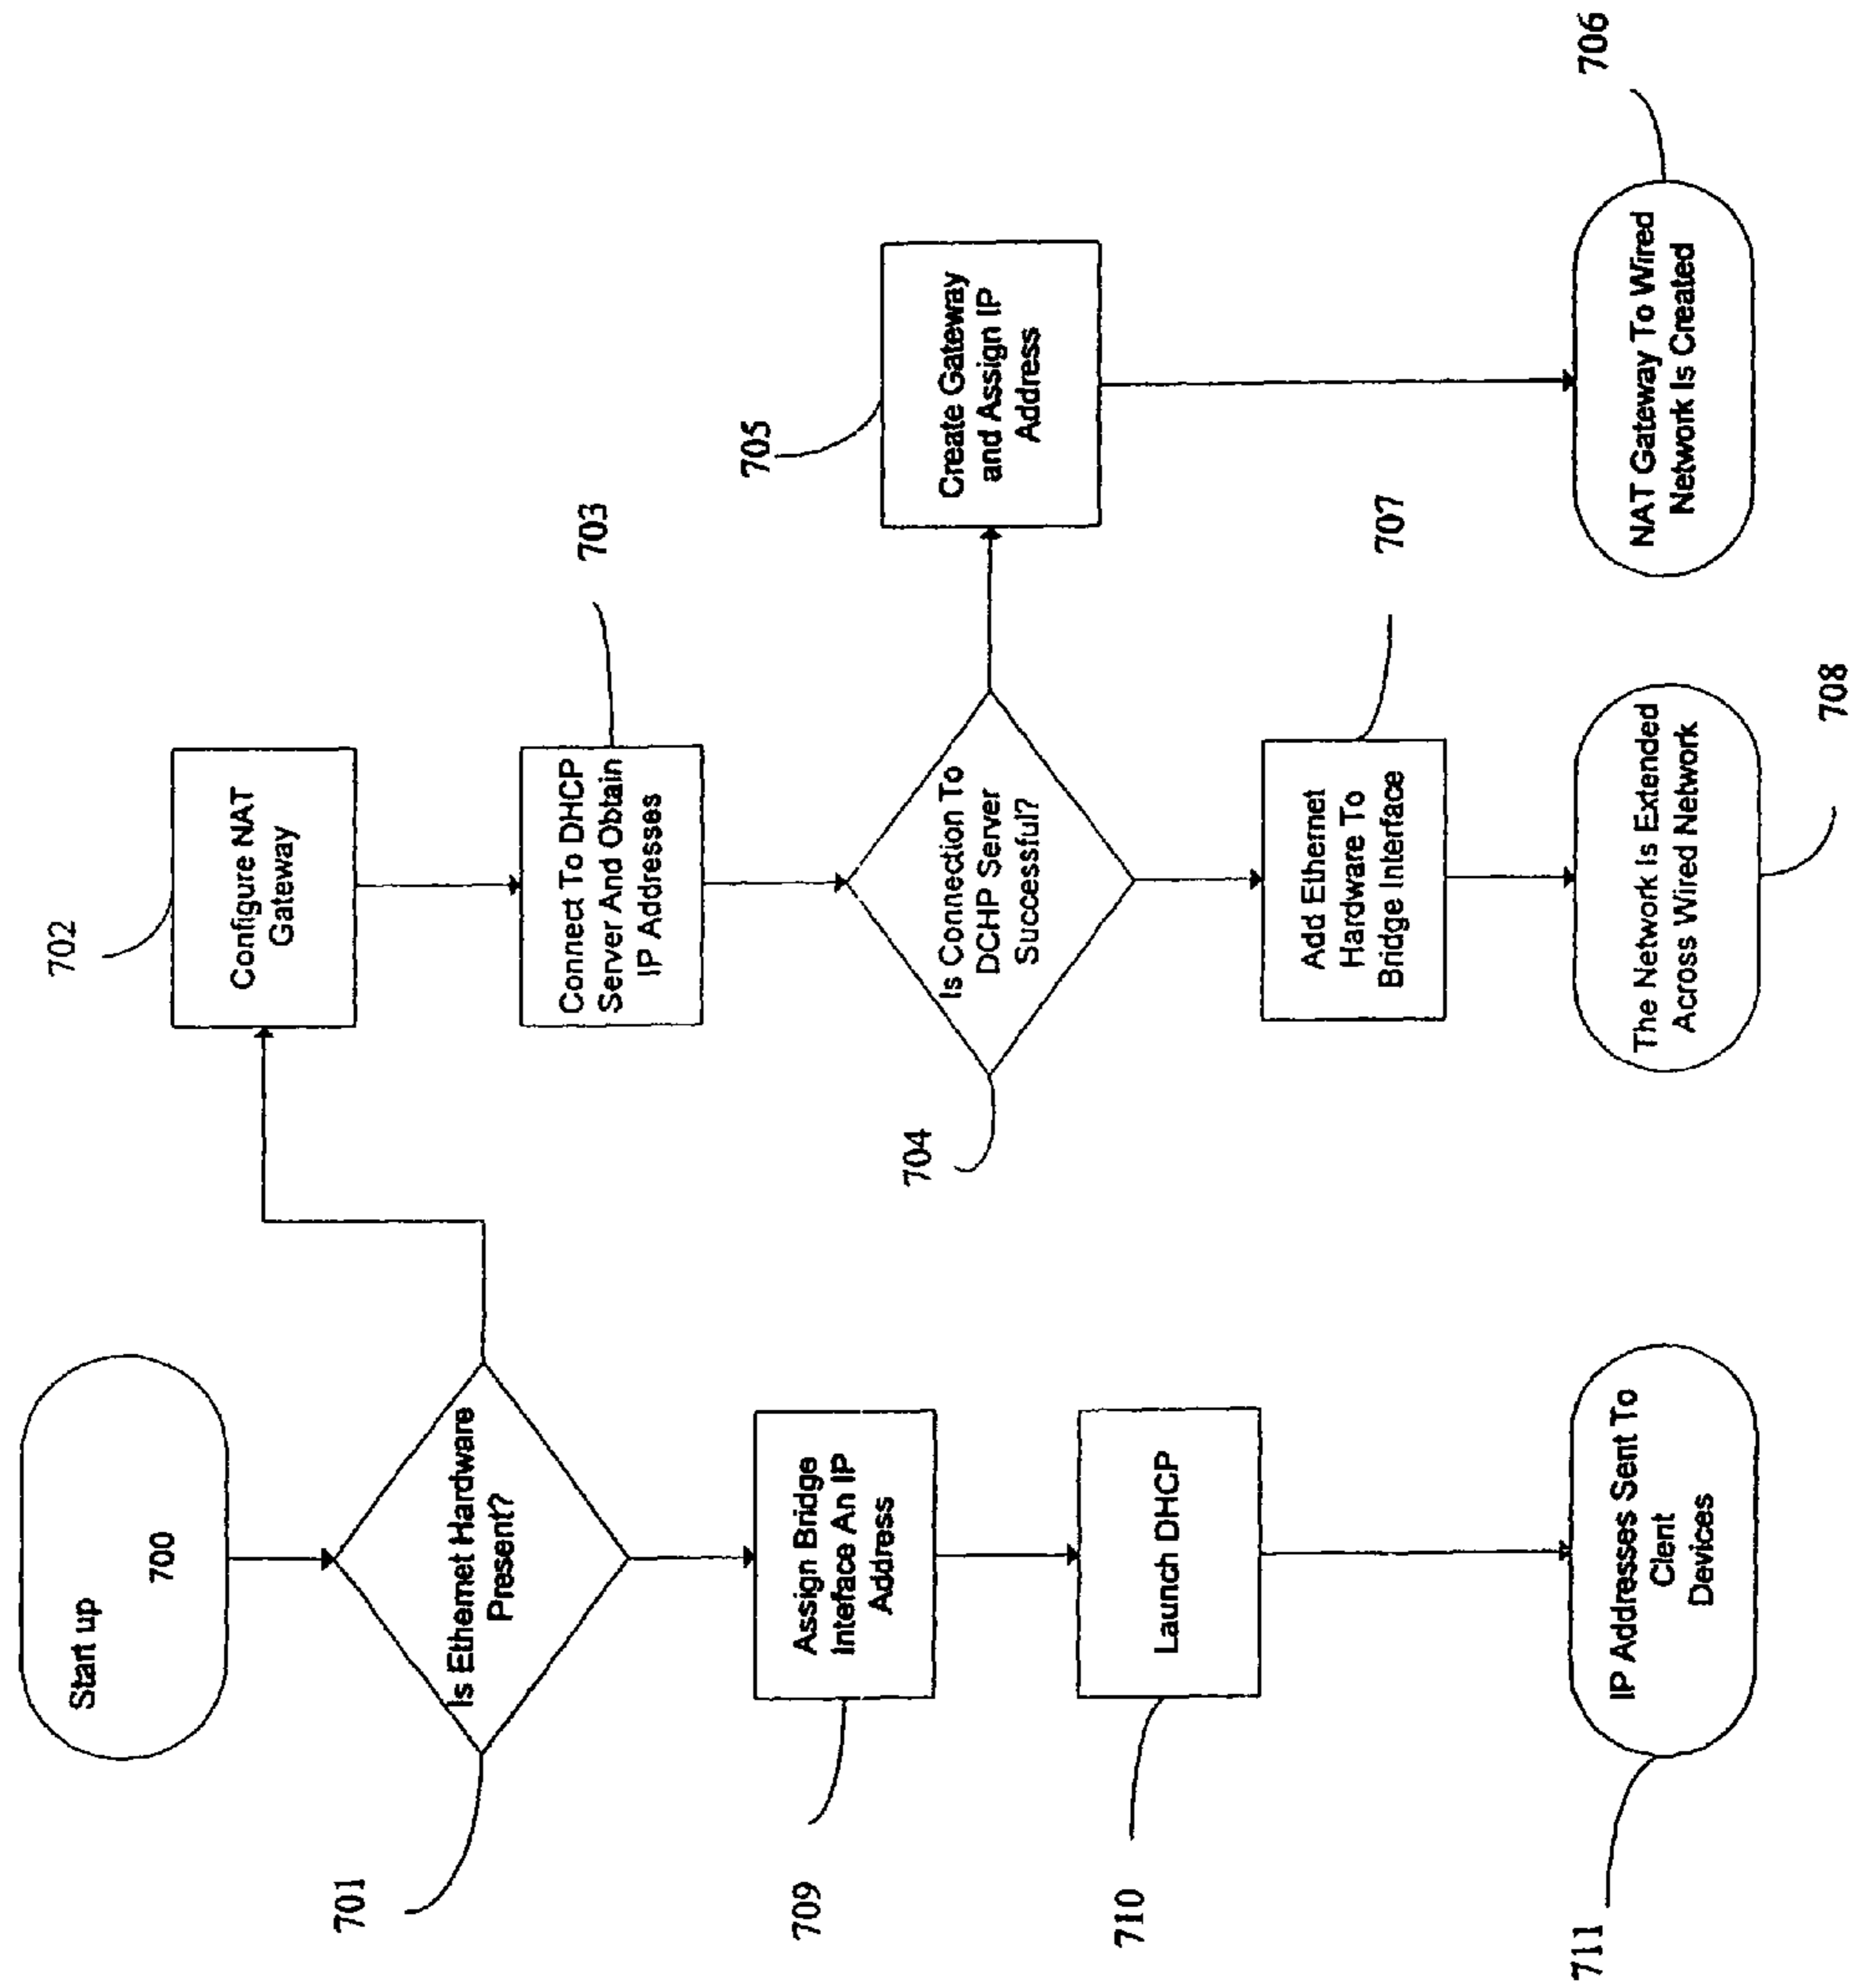 Start up
700
701
Is Ethernet Hardware
Present?
702
Configure NAT
Gateway
703
Connect To DHCP
Server And Obtain
IP Addresses
704
Is Connection To
DCHP Server
Successful?
705
Create Gateway
and Assign IP
Address
706
NAT Gateway To Wired
Network Is Created
707
Add Ethernet
Hardware To
Bridge Interface
708
The Network is Extended
Across Wired Network
709
Assign Bridge
Inteface An IP
Address
710
Launch DHCP
711
IP Addresses Sent To
Clent
Devices